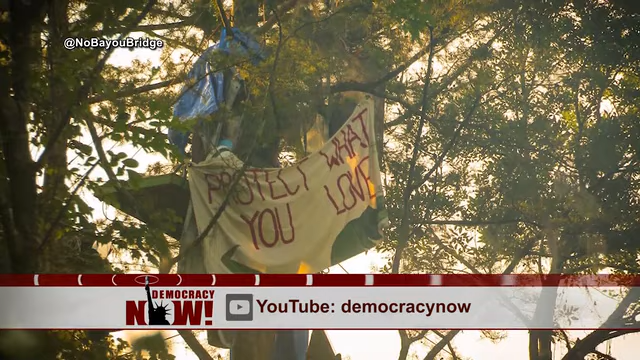 @NoBayouBridge
PROTECT WHAT
YOU LOVE
DEMOCRACY
NOW!
YouTube: democracynow